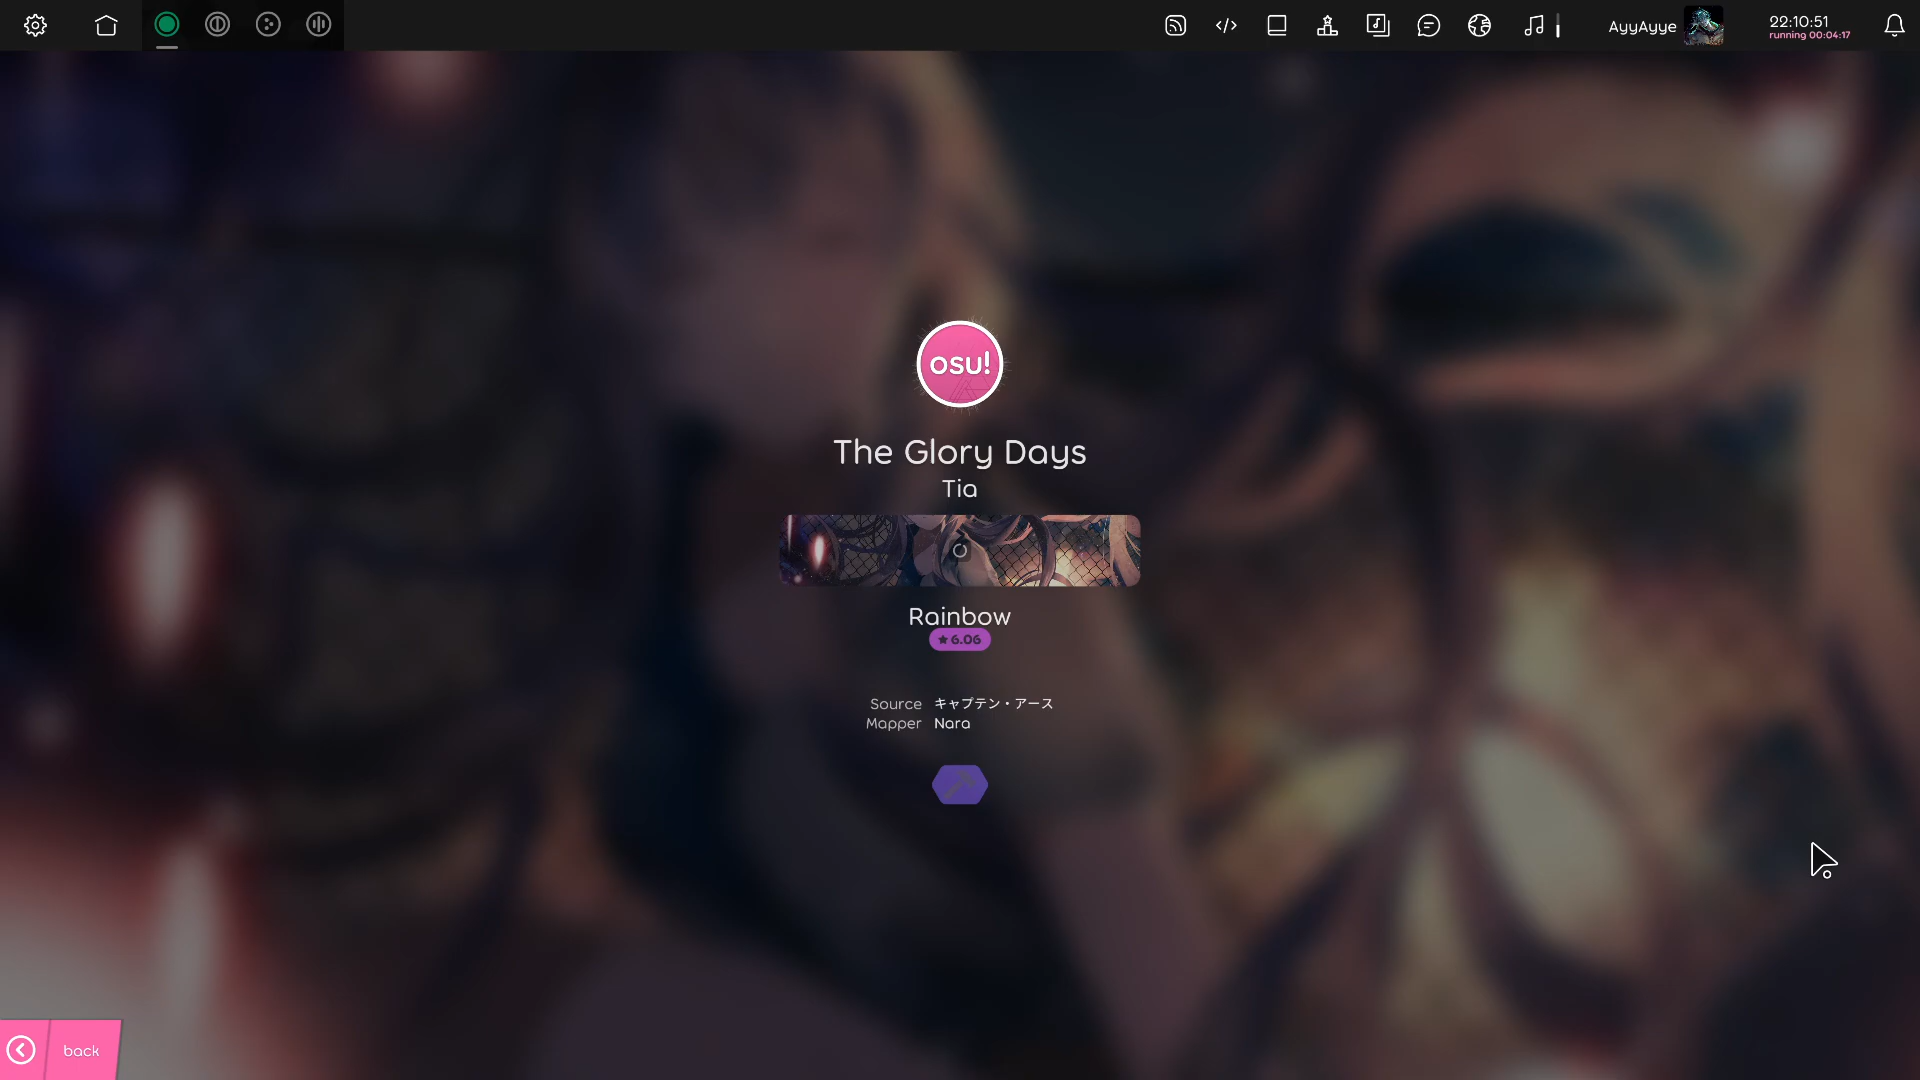 AyyAyye
22:10:51
running 00:04:17
osu!
The Glory Days
Tia
Rainbow
6.06
Source キャプテン・アース
Mapper Nara
back